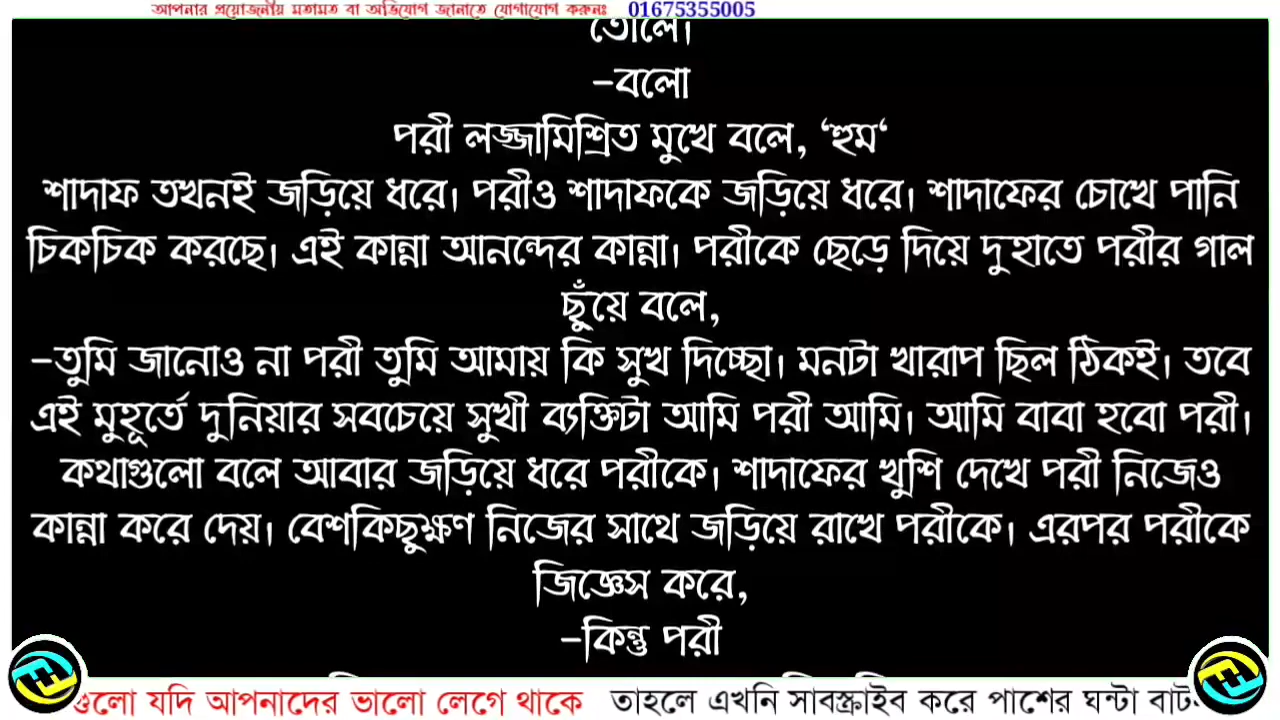 আপনার প্রয়োজনীয় মতামত বা অভিযোগ জানাতে যোগাযোগ করুনঃ 01675355005
তোলে।
-বলো
পরী লজ্জামিশ্রিত মুখে বলে, ‘হুম‘
শাদাফ তখনই জড়িয়ে ধরে। পরীও শাদাফকে জড়িয়ে ধরে। শাদাফের চোখে পানি
চিকচিক করছে। এই কান্না আনন্দের কান্না। পরীকে ছেড়ে দিয়ে দুহাতে পরীর গাল
ছুঁয়ে বলে,
-তুমি জানোও না পরী তুমি আমায় কি সুখ দিচ্ছো। মনটা খারাপ ছিল ঠিকই। তবে
এই মুহূর্তে দুনিয়ার সবচেয়ে সুখী ব্যক্তিটা আমি পরী আমি। আমি বাবা হবো পরী।
কথাগুলো বলে আবার জড়িয়ে ধরে পরীকে। শাদাফের খুশি দেখে পরী নিজেও
কান্না করে দেয়। বেশকিছুক্ষণ নিজের সাথে জড়িয়ে রাখে পরীকে। এরপর পরীকে
জিজ্ঞেস করে,
-কিন্তু পরী
গুলো যদি আপনাদের ভালো লেগে থাকে তাহলে এখনি সাবস্ক্রাইব করে পাশের ঘন্টা বাট